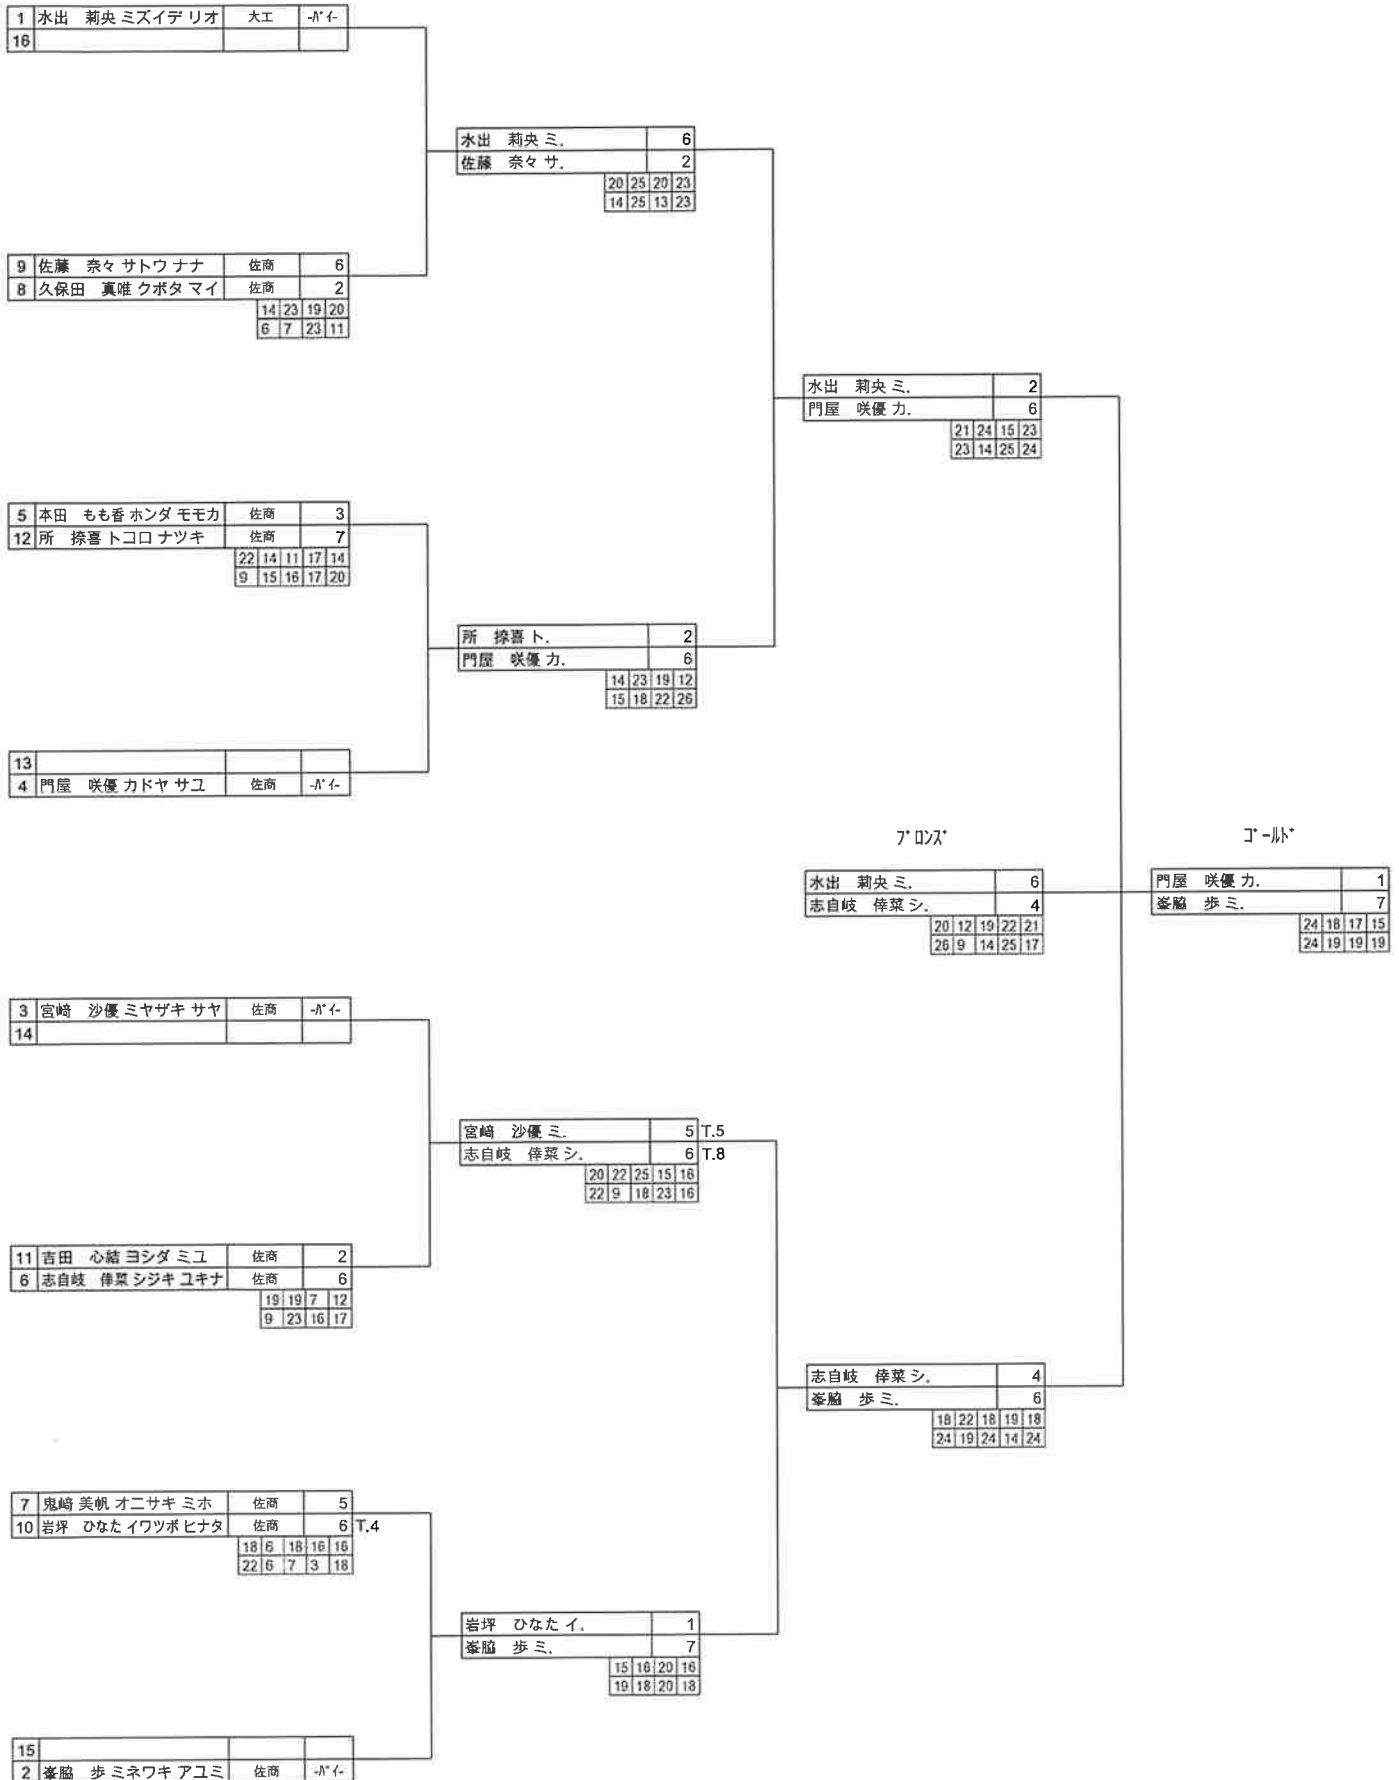 1 水出 莉央 ミズイデ リオ 大工 -ﾊﾞｲ-
16
水出 莉央 ミ. 6
佐藤 奈々 サ. 2
20 25 20 23
14 25 13 23
9 佐藤 奈々 サトウ ナナ 佐商 6
8 久保田 真唯 クボタ マイ 佐商 2
14 23 19 20
6 7 23 11
水出 莉央 ミ. 2
門屋 咲優 カ. 6
21 24 15 23
23 14 25 24
5 本田 もも香 ホンダ モモカ 佐商 3
12 所 捺喜 トコロ ナツキ 佐商 7
22 14 11 17 14
9 15 16 17 20
所 捺喜 ト. 2
門屋 咲優 カ. 6
14 23 19 12
15 18 22 26
13
4 門屋 咲優 カドヤ サユ 佐商 -ﾊﾞｲ-
ﾌﾞﾛﾝｽﾞ
ｺﾞｰﾙﾄﾞ
水出 莉央 ミ. 6
志自岐 倖菜 シ. 4
20 12 19 22 21
26 9 14 25 17
門屋 咲優 カ. 1
峯脇 歩 ミ. 7
24 18 17 15
24 19 19 19
3 宮﨑 沙優 ミヤザキ サヤ 佐商 -ﾊﾞｲ-
14
宮﨑 沙優 ミ. 5 T.5
志自岐 倖菜 シ. 6 T.8
20 22 25 15 16
22 9 18 23 16
11 吉田 心結 ヨシダ ミユ 佐商 2
6 志自岐 倖菜 シジキ ユキナ 佐商 6
19 19 7 12
9 23 16 17
志自岐 倖菜 シ. 4
峯脇 歩 ミ. 6
18 22 18 19 18
24 19 24 14 24
7 鬼﨑 美帆 オニサキ ミホ 佐商 5
10 岩坪 ひなた イワツボ ヒナタ 佐商 6 T.4
18 6 18 16 16
22 6 7 3 18
岩坪 ひなた イ. 1
峯脇 歩 ミ. 7
15 16 20 16
19 18 20 18
15
2 峯脇 歩 ミネワキ アユミ 佐商 -ﾊﾞｲ-